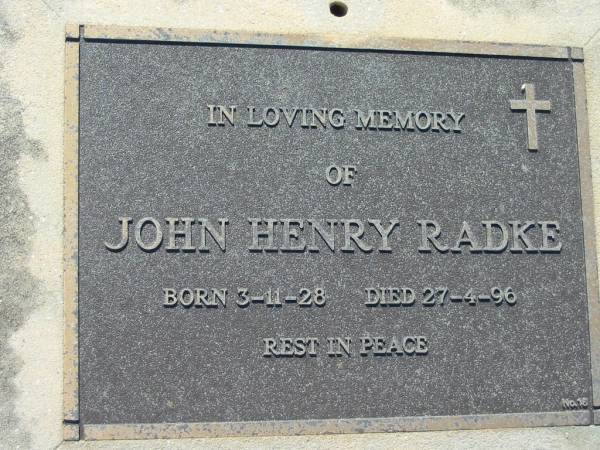 IN LOVING MEMORY
OF
JOHN HENRY RADKE
BORN 3-11-28 DIED 27-4-96
REST IN PEACE